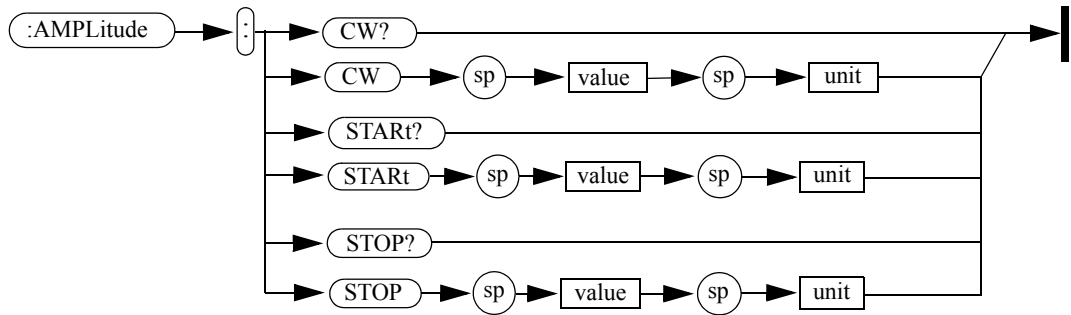 :AMPLitude : CW?
CW sp value sp unit
STARt?
STARt sp value sp unit
STOP?
STOP sp value sp unit